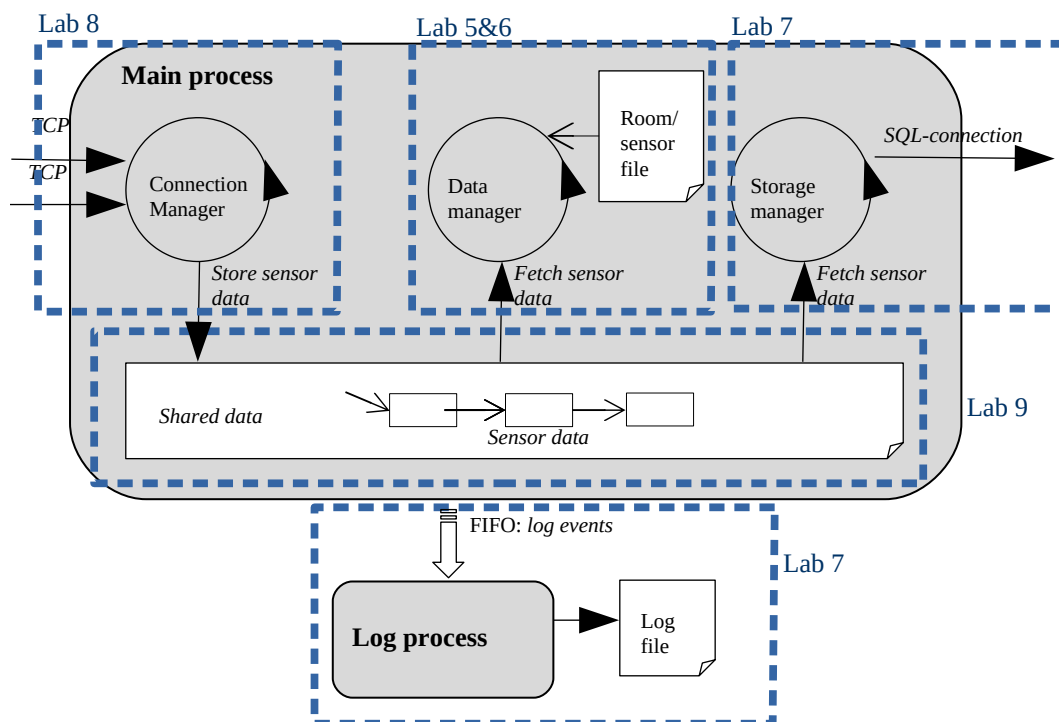 Lab 8
Lab 5&6
Lab 7
Main process
TCP
TCP
Connection
Manager
Data
manager
Room/
sensor
file
Storage
manager
SQL-connection
Store sensor
data
Fetch sensor
data
Fetch sensor
data
Shared data
Sensor data
Lab 9
FIFO: log events
Lab 7
Log process
Log
file